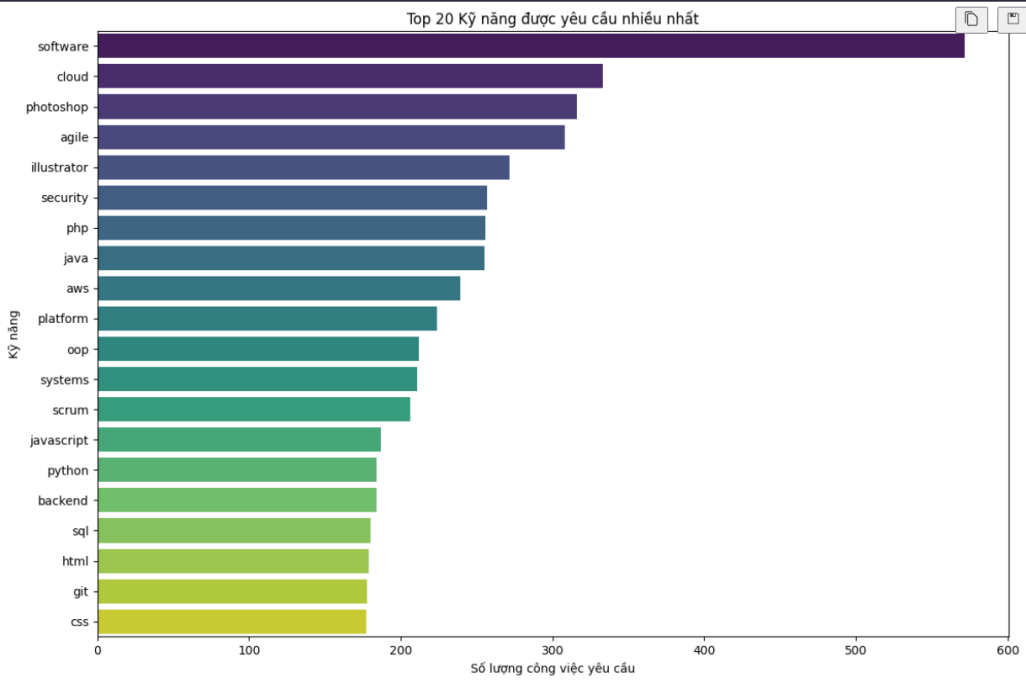 Top 20 Kỹ năng được yêu cầu nhiều nhất
software
cloud
photoshop
agile
illustrator
security
php
java
aws
platform
oop
systems
scrum
javascript
python
backend
sql
html
git
css
Kỹ năng
0 100 200 300 400 500 600
Số lượng công việc yêu cầu